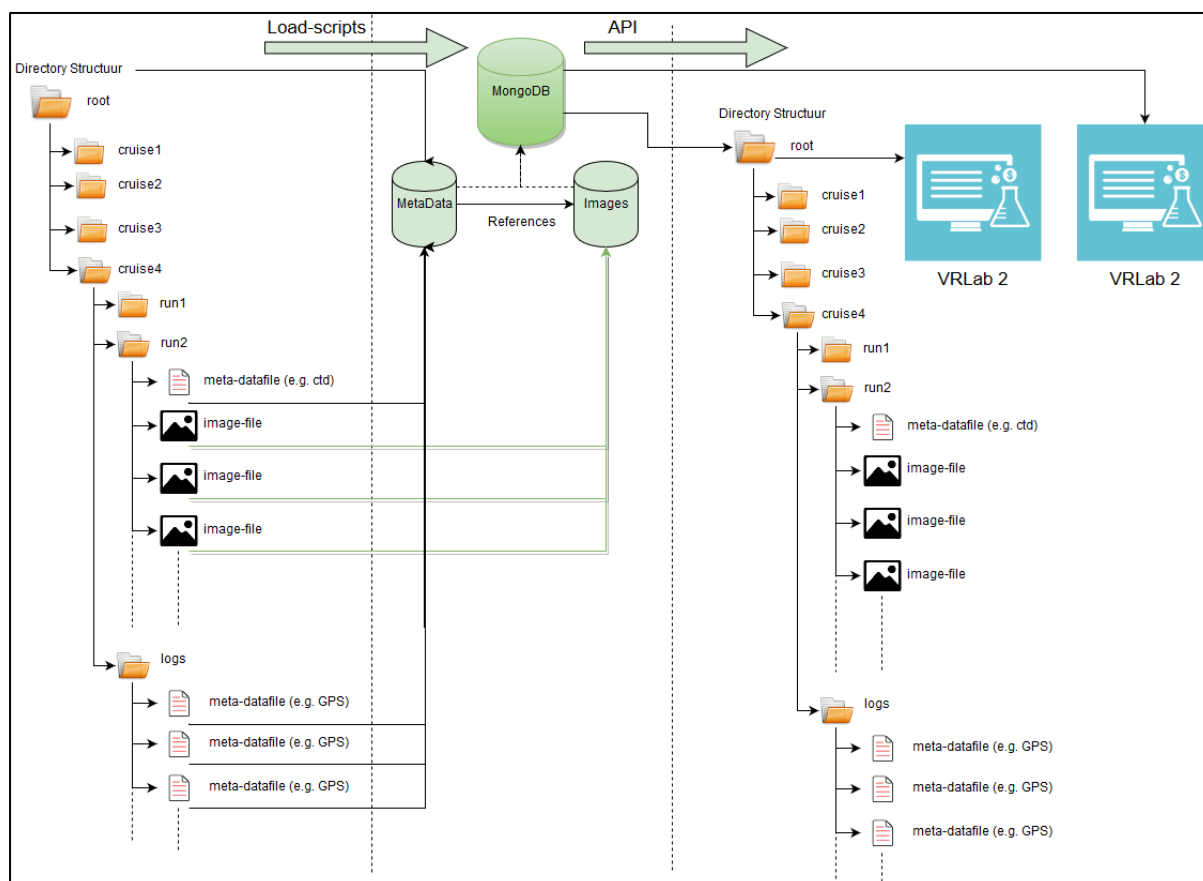 Load-scripts
API
Directory Structuur
root
cruise1
cruise2
cruise3
cruise4
run1
run2
meta-datafile (e.g. ctd)
image-file
image-file
image-file
logs
meta-datafile (e.g. GPS)
meta-datafile (e.g. GPS)
meta-datafile (e.g. GPS)
MongoDB
MetaData
References
Images
Directory Structuur
root
cruise1
cruise2
cruise3
cruise4
run1
run2
meta-datafile (e.g. ctd)
image-file
image-file
image-file
logs
meta-datafile (e.g. GPS)
meta-datafile (e.g. GPS)
meta-datafile (e.g. GPS)
$
VRLab 2
$
VRLab 2